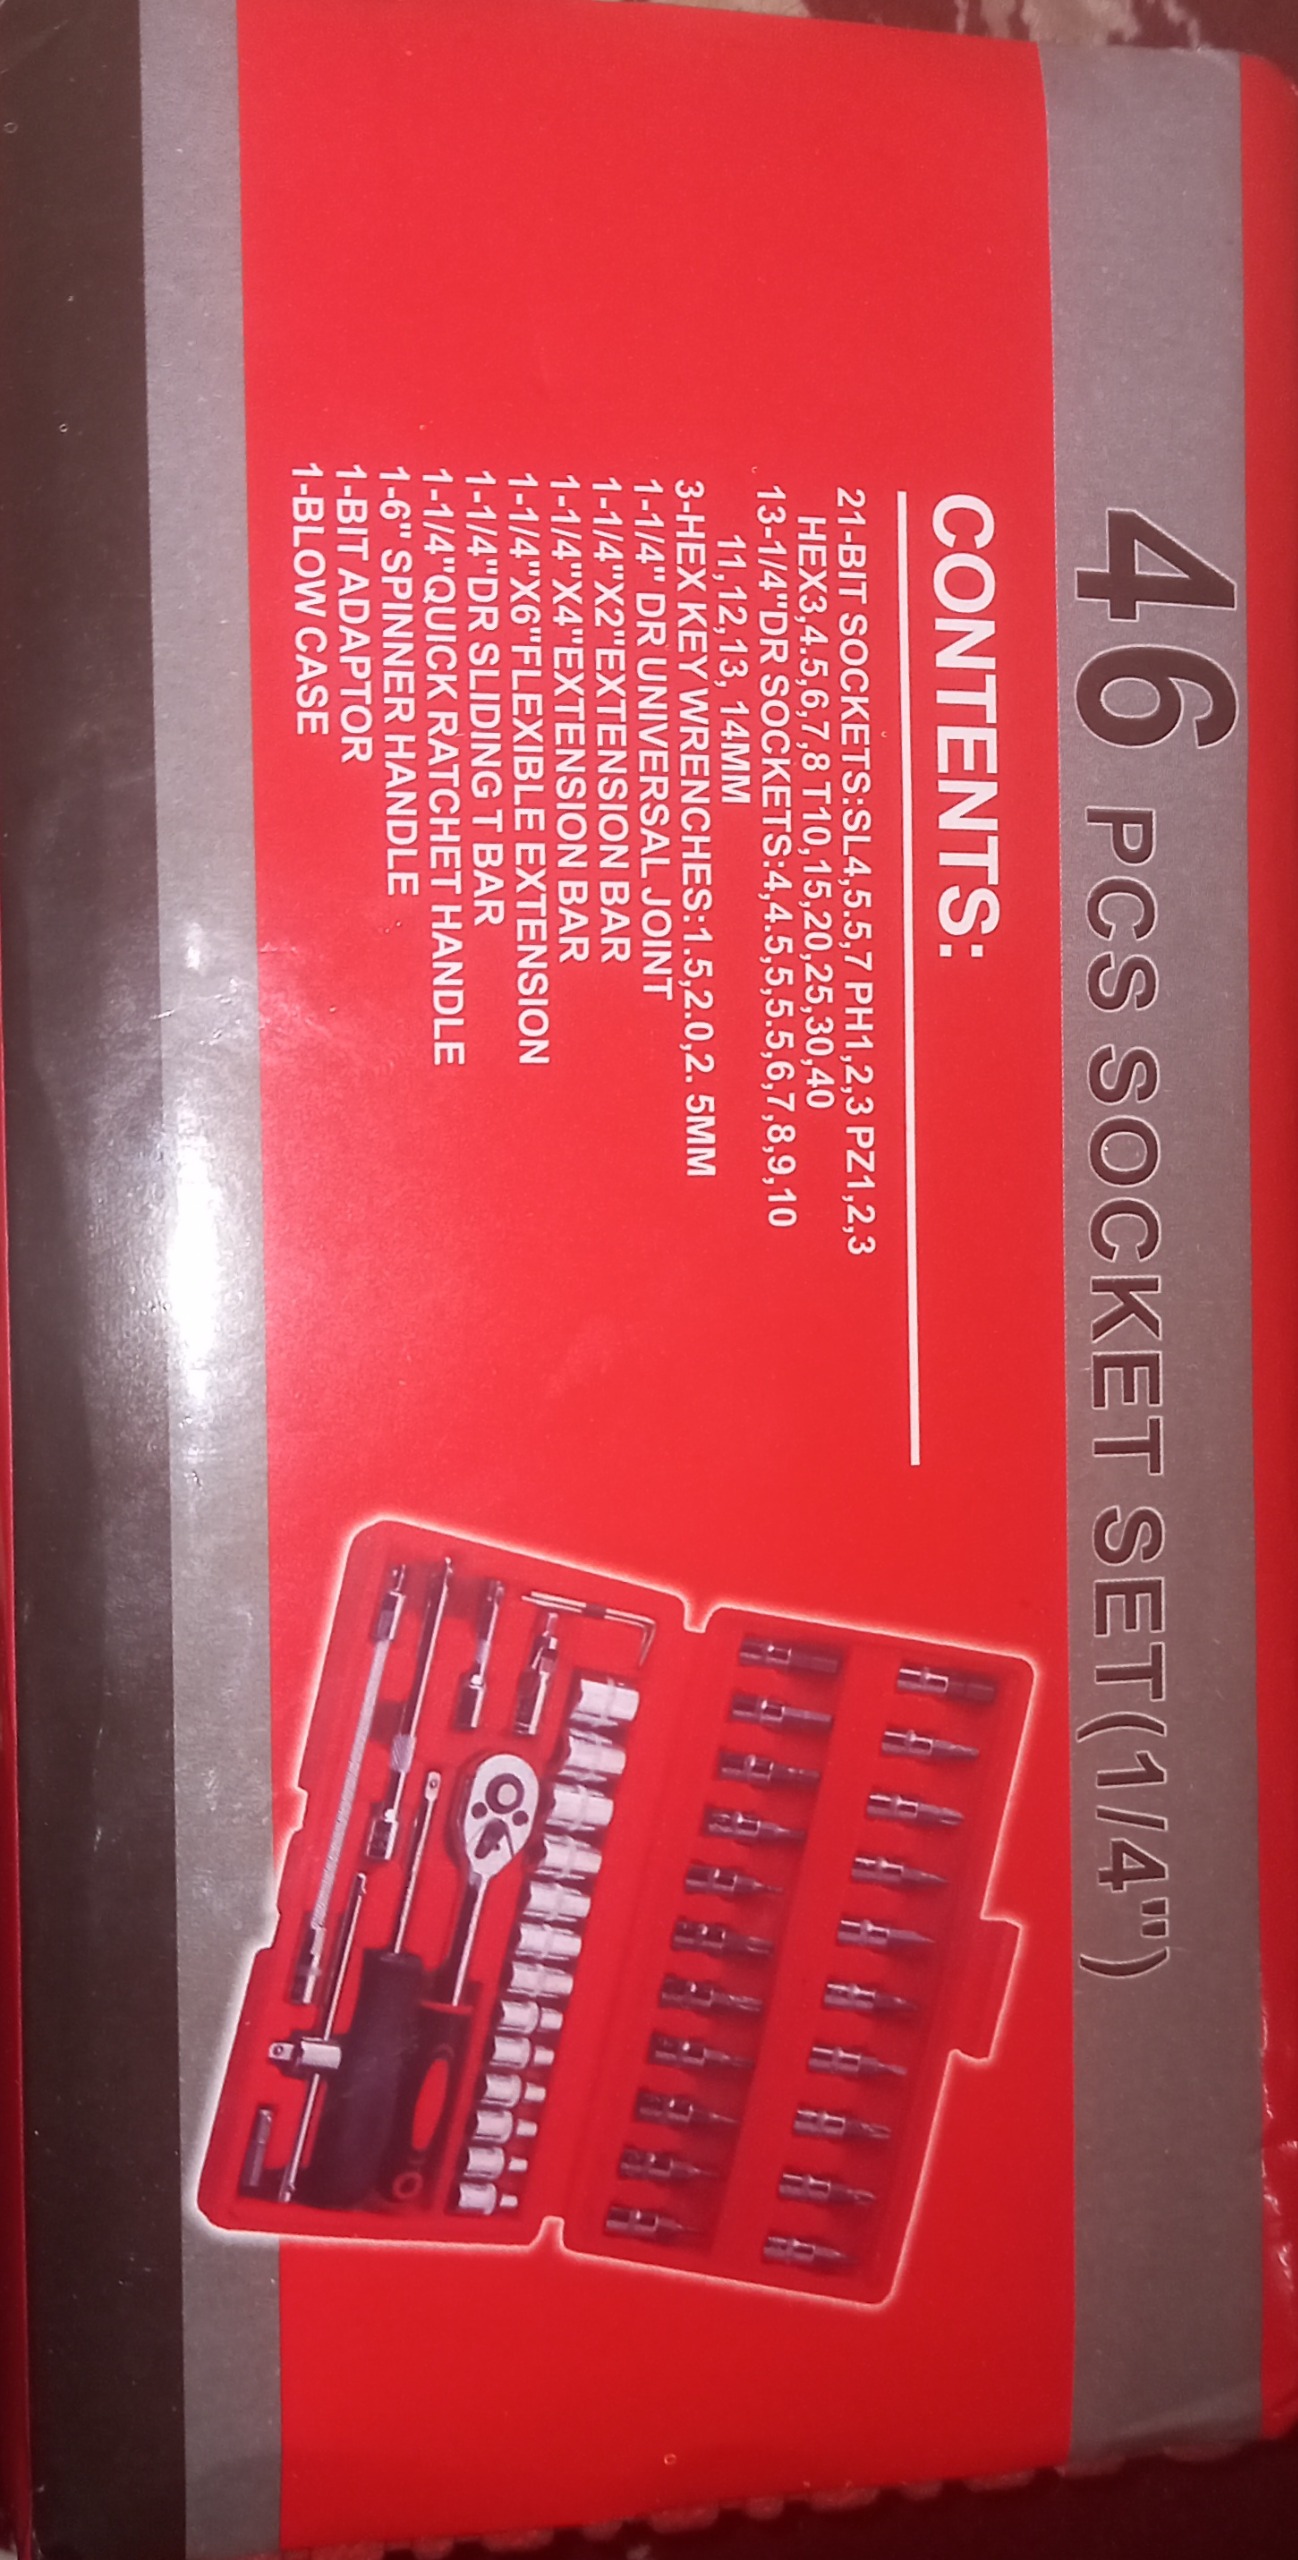 46 PCS SOCKET SET(1/4")
CONTENTS:
21-BIT SOCKETS:SL4,5.5,7 PH1,2,3 PZ1,2,3
HEX3,4.5,6,7,8 T10,15,20,25,30,40
13-1/4"DR SOCKETS:4,4.5,5,5.5,6,7,8,9,10
11,12,13, 14MM
3-HEX KEY WRENCHES:1.5,2.0,2. 5MM
1-1/4" DR UNIVERSAL JOINT
1-1/4"X2"EXTENSION BAR
1-1/4"X4"EXTENSION BAR
1-1/4"X6"FLEXIBLE EXTENSION
1-1/4"DR SLIDING T BAR
1-1/4"QUICK RATCHET HANDLE
1-6" SPINNER HANDLE
1-BIT ADAPTOR
1-BLOW CASE